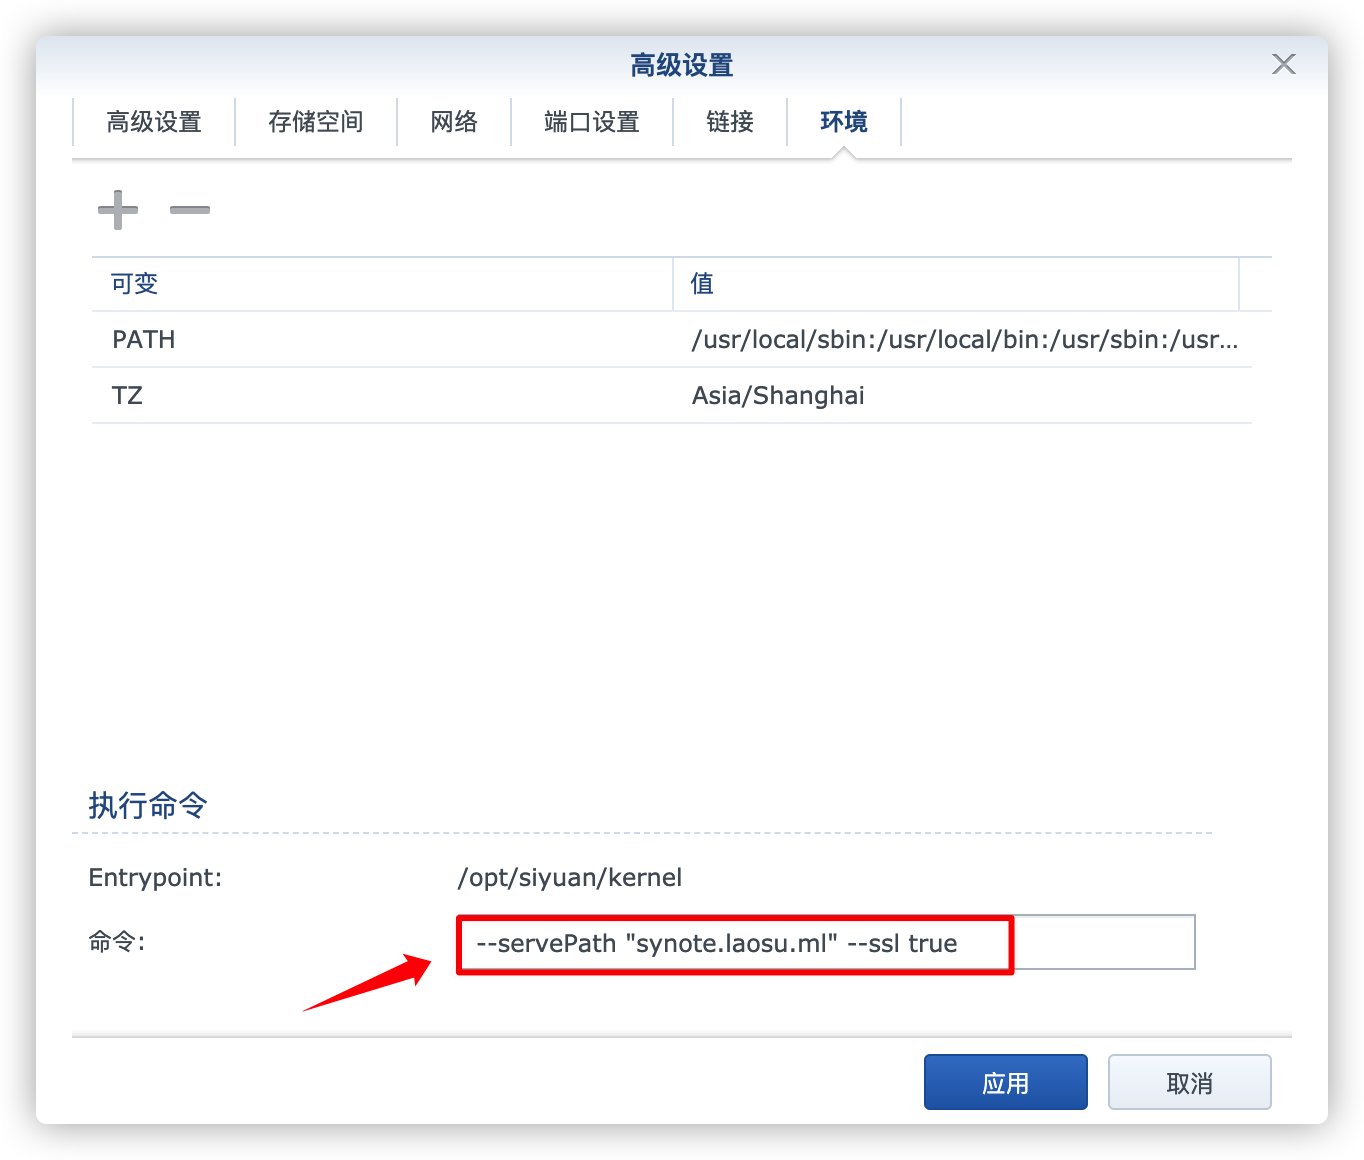 高级设置
高级设置 存储空间 网络 端口设置 链接 环境
可变 值
PATH /usr/local/sbin:/usr/local/bin:/usr/sbin:/usr...
TZ Asia/Shanghai
执行命令
Entrypoint: /opt/siyuan/kernel
命令: --servePath "synote.laosu.ml" --ssl true
应用 取消